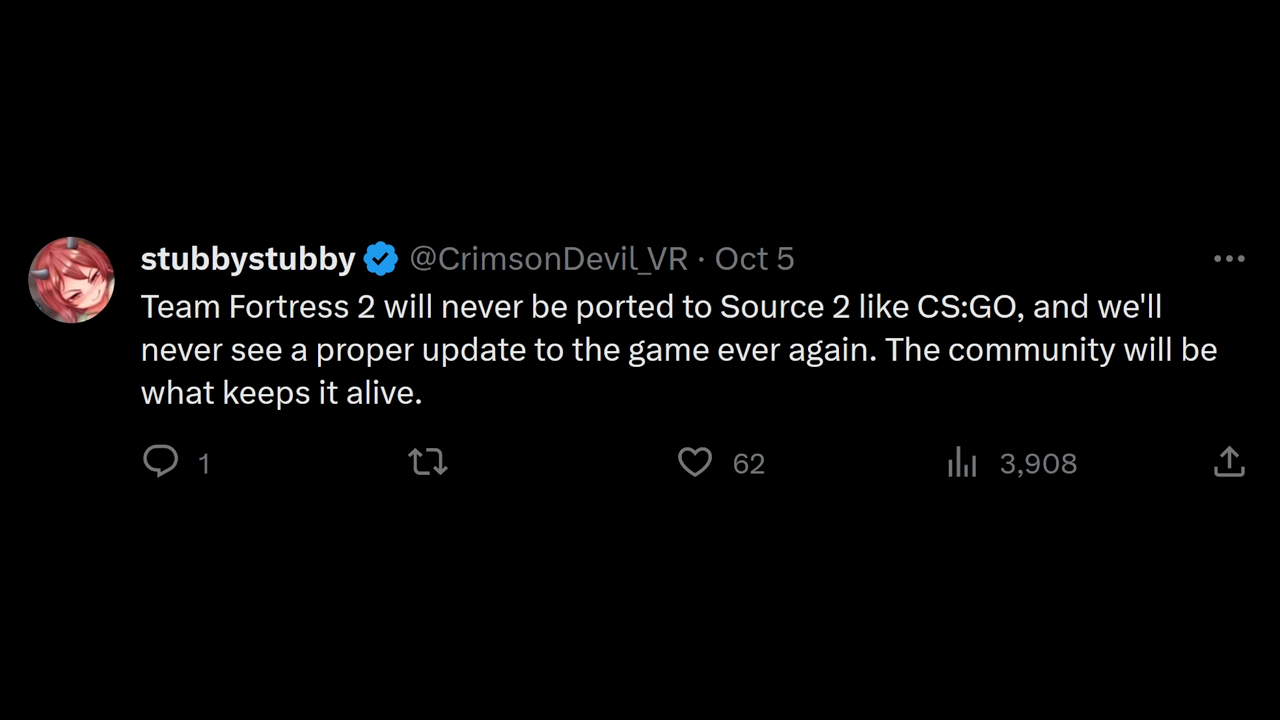 stubbystubby @CrimsonDevil_VR · Oct 5
Team Fortress 2 will never be ported to Source 2 like CS:GO, and we'll
never see a proper update to the game ever again. The community will be
what keeps it alive.
1 62 3,908